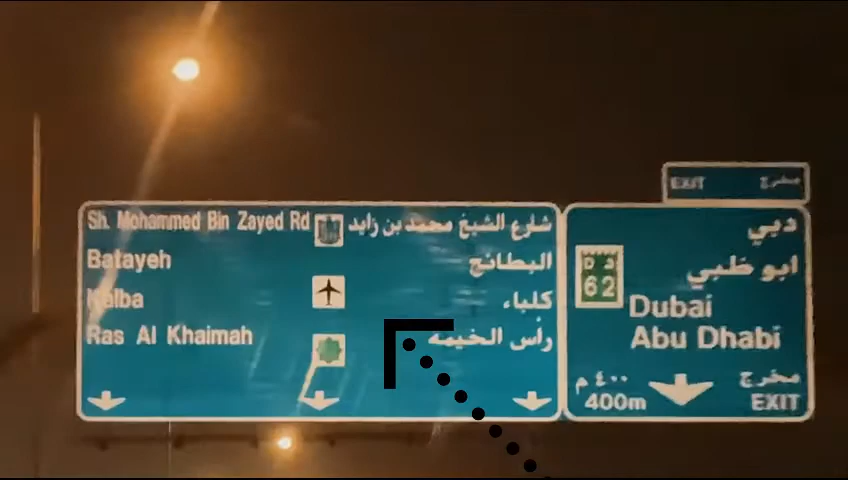 Sh. Mohammed Bin Zayed Rd شارع الشيخ محمد بن زايد
Batayeh البطائح
Kalba كلباء
Ras Al Khaimah رأس الخيمه
EXIT مخرج
دبي
ابو ظبي
D د
62
Dubai
Abu Dhabi
م ٤٠٠ مخرج
400m EXIT